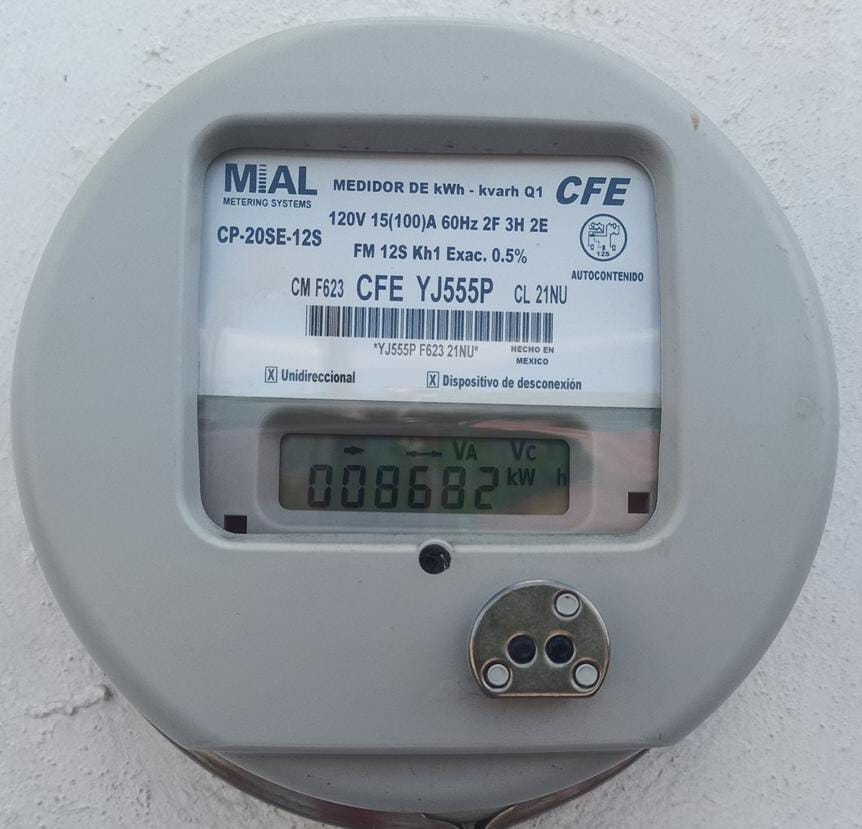 MIAL
METERING SYSTEMS
MEDIDOR DE kWh - kvarh Q1
CFE
120V 15(100)A 60Hz 2F 3H 2E
CP-20SE-12S
FM 12S Kh1 Exac. 0.5%
12S
AUTOCONTENIDO
CM F623 CFE YJ555P CL 21NU
*YJ555P F623 21NU*
HECHO EN
MEXICO
X Unidireccional
X Dispositivo de desconexión
VA VC
008682 kW h